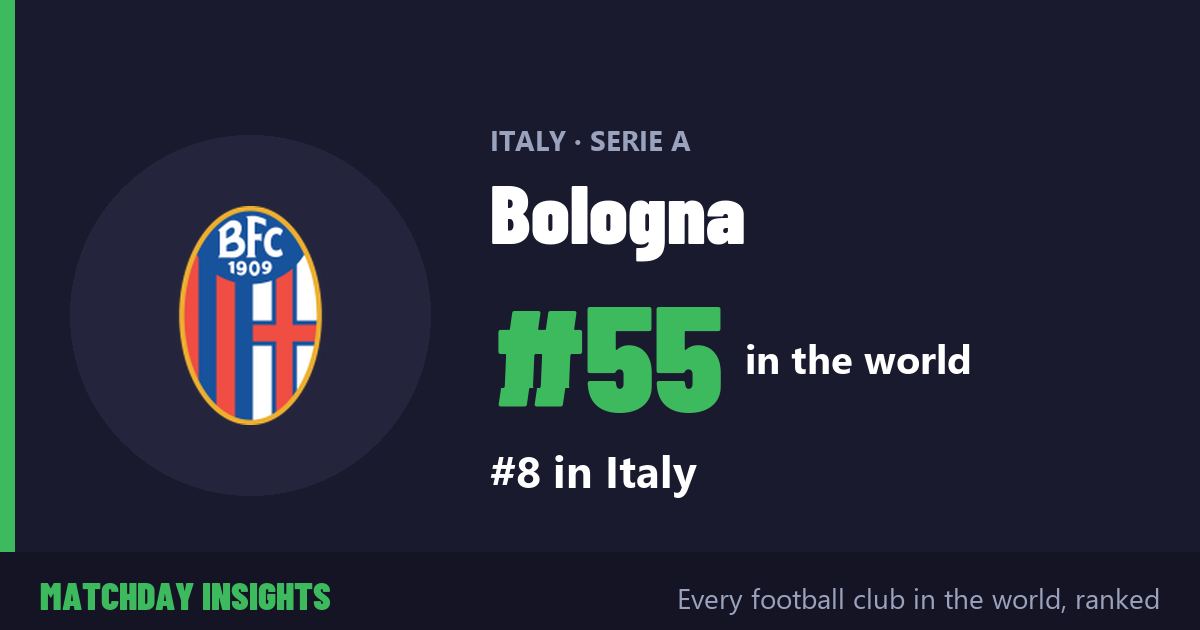 BFC
1909
ITALY · SERIE A
Bologna
#55 in the world
#8 in Italy
MATCHDAY INSIGHTS
Every football club in the world, ranked